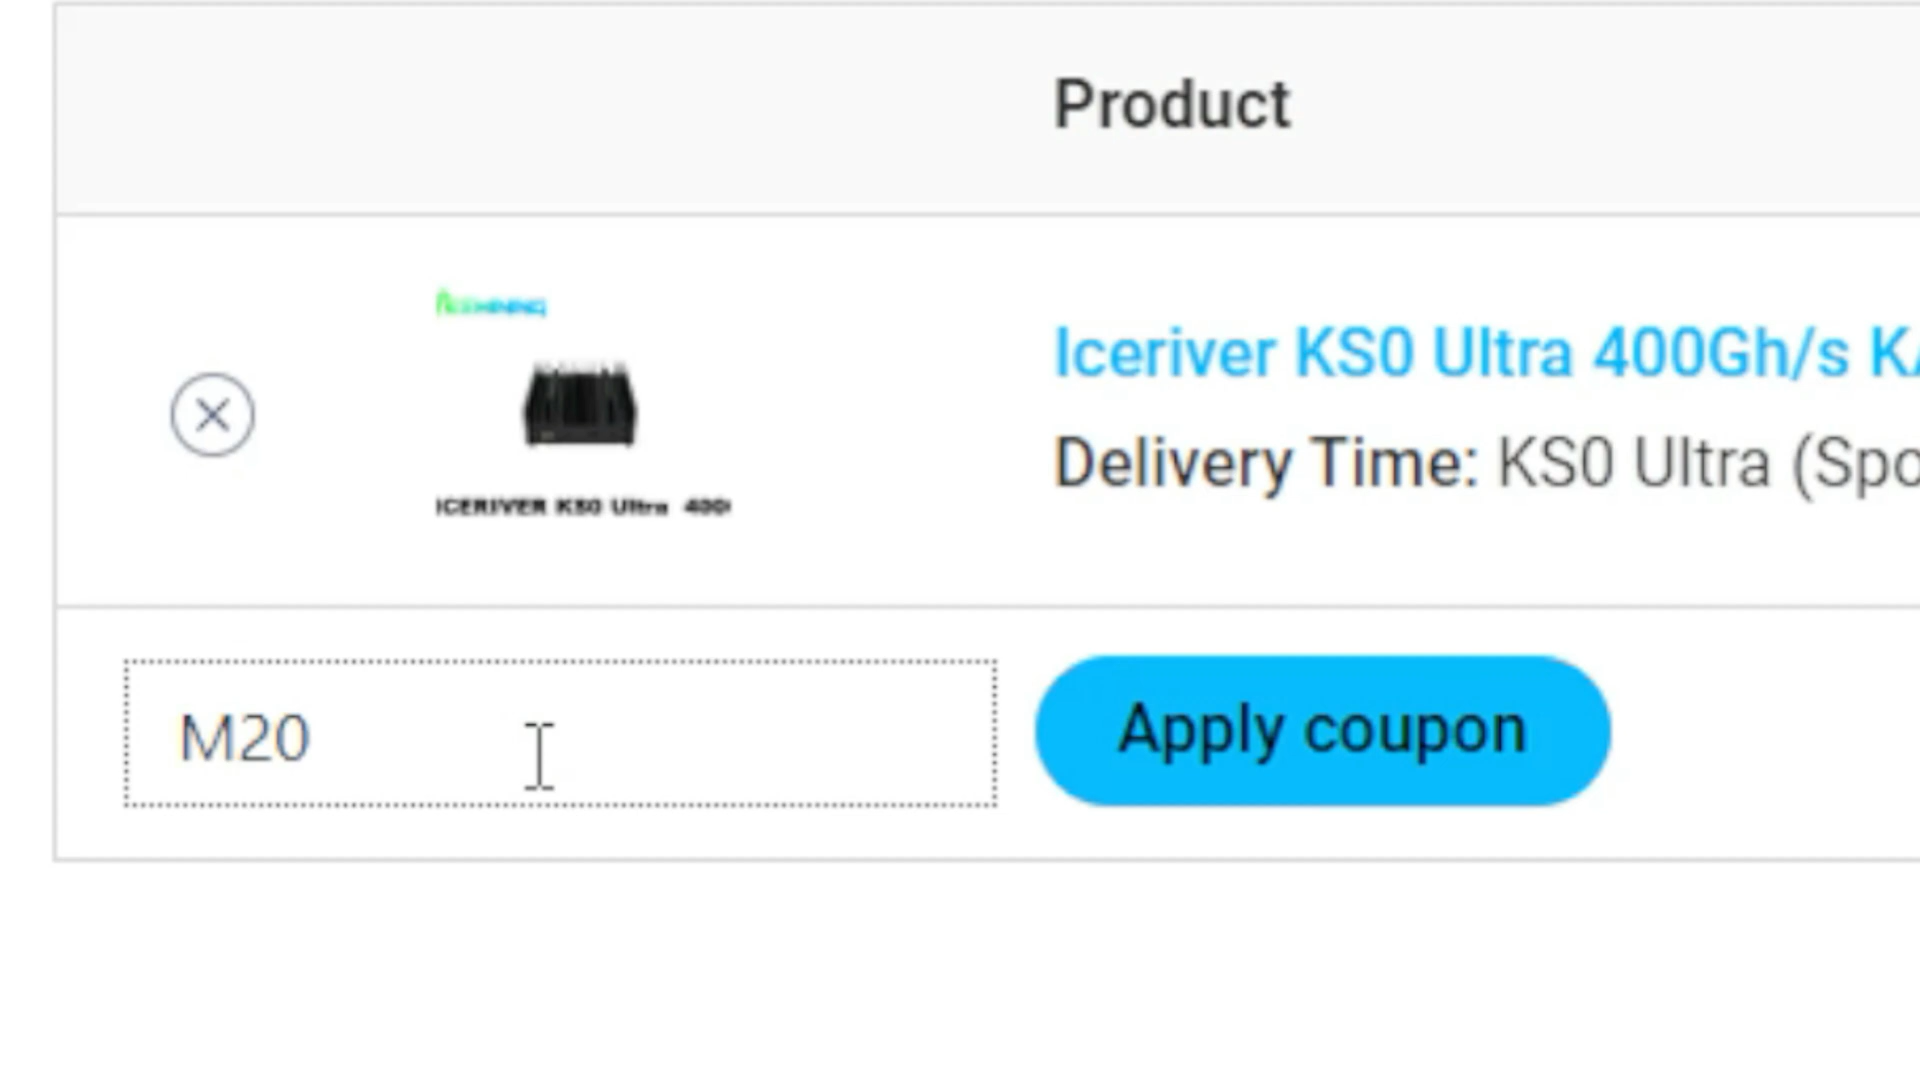 Product
Iceriver KS0 Ultra 400Gh/s
Delivery Time: KS0 Ultra
ICERIVER KS0 Ultra
M20
Apply coupon